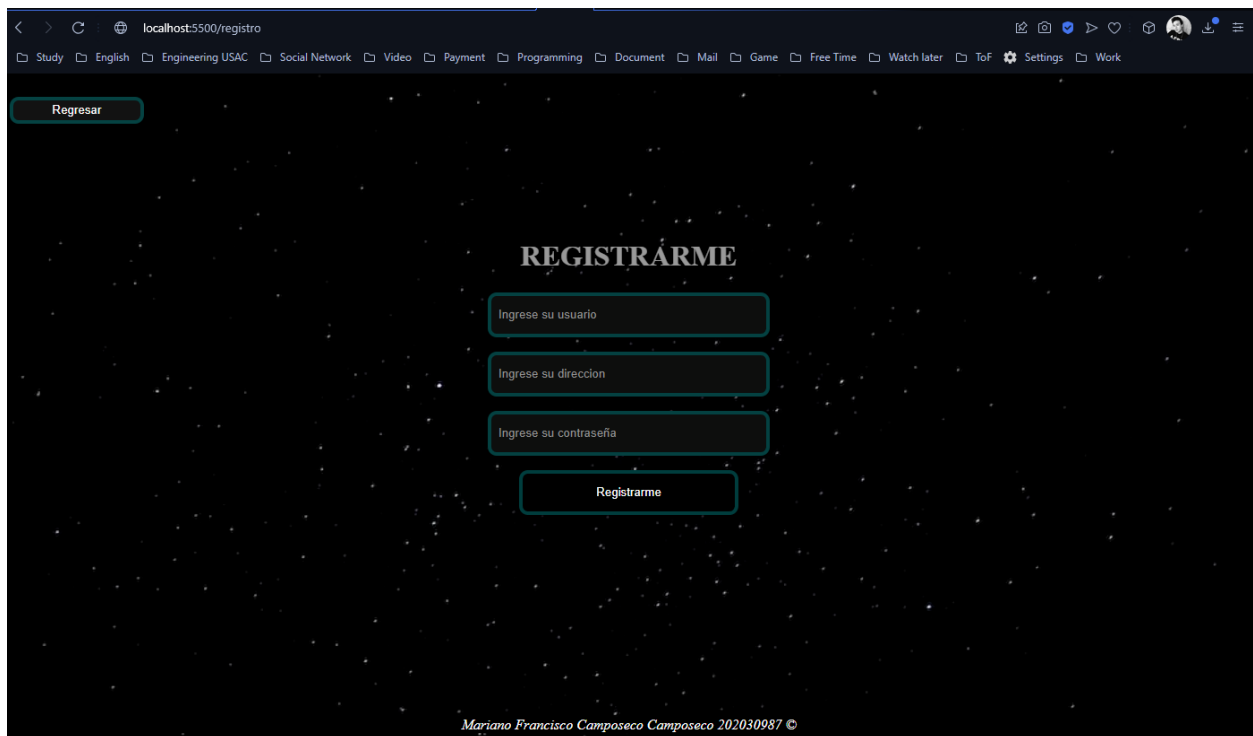 localhost:5500/registro
Study English Engineering USAC Social Network Video Payment Programming Document Mail Game Free Time Watch later ToF Settings Work
Regresar
REGISTRARME
Ingrese su usuario
Ingrese su direccion
Ingrese su contraseña
Registrarme
Mariano Francisco Camposeco Camposeco 202030987 ©